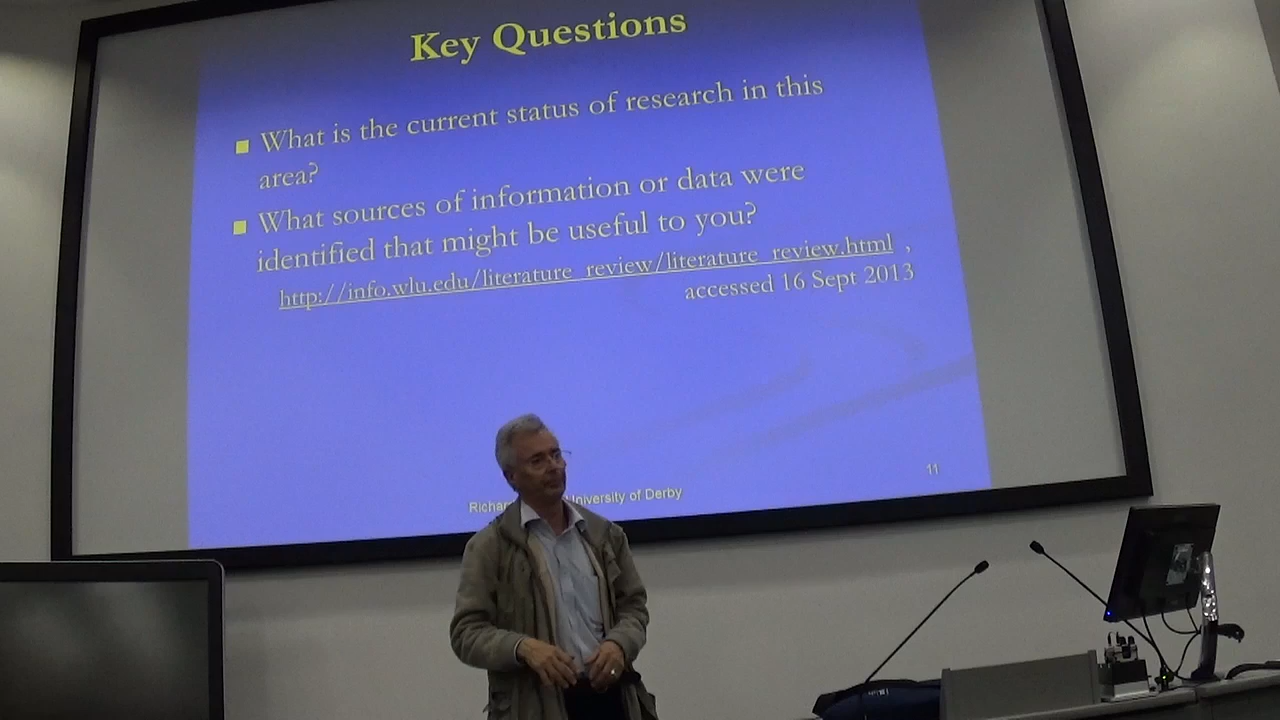 Key Questions
What is the current status of research in this
area?
What sources of information or data were
identified that might be useful to you?
http://info.wlu.edu/literature_review/literature_review.html ,
accessed 16 Sept 2013
11
University of Derby